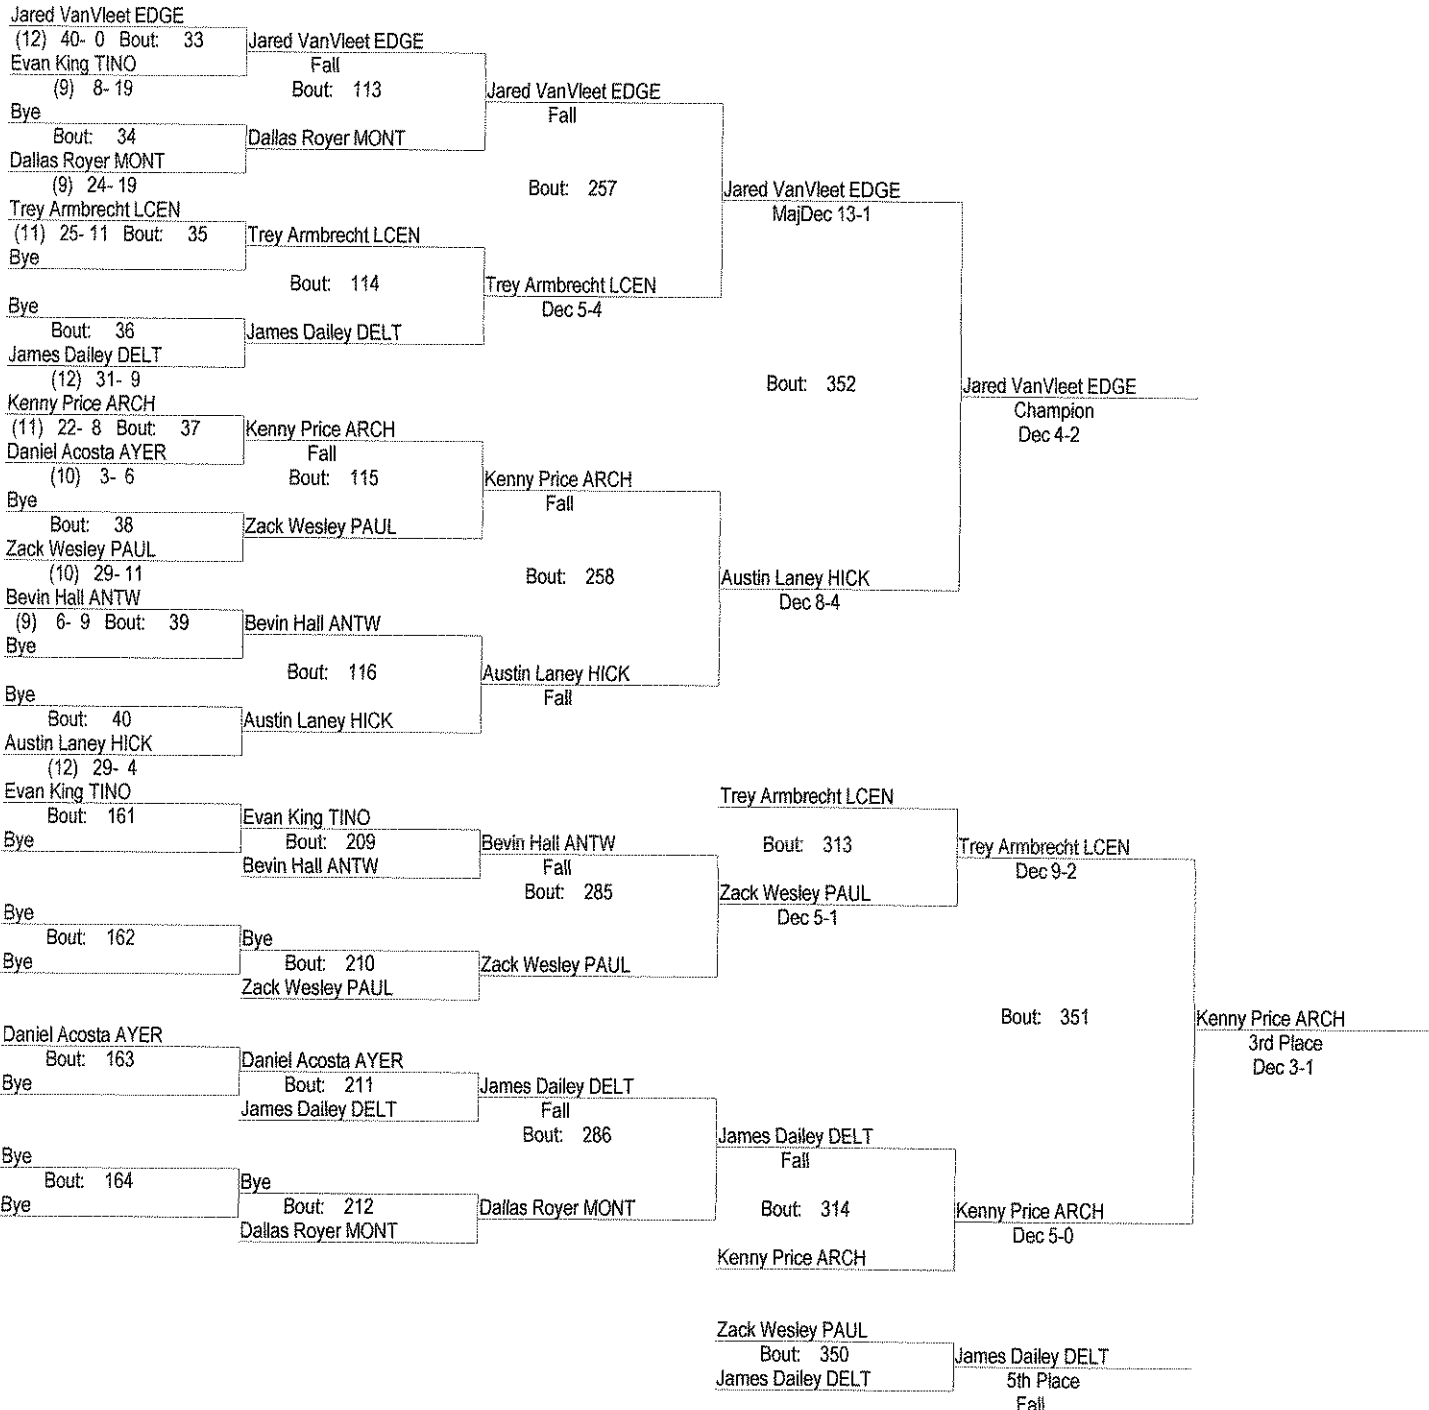 Jared VanVleet EDGE
(12) 40- 0 Bout: 33
Evan King TINO
(9) 8- 19
Bye
Bout: 34
Dallas Royer MONT
(9) 24- 19
Trey Armbrecht LCEN
(11) 25- 11 Bout: 35
Bye
Bye
Bout: 36
James Dailey DELT
(12) 31- 9
Kenny Price ARCH
(11) 22- 8 Bout: 37
Daniel Acosta AYER
(10) 3- 6
Bye
Bout: 38
Zack Wesley PAUL
(10) 29- 11
Bevin Hall ANTW
(9) 6- 9 Bout: 39
Bye
Bye
Bout: 40
Austin Laney HICK
(12) 29- 4
Jared VanVleet EDGE
Fall
Bout: 113
Dallas Royer MONT
Trey Armbrecht LCEN
Bout: 114
James Dailey DELT
Kenny Price ARCH
Fall
Bout: 115
Zack Wesley PAUL
Bevin Hall ANTW
Bout: 116
Austin Laney HICK
Jared VanVleet EDGE
Fall
Bout: 257
Trey Armbrecht LCEN
Dec 5-4
Kenny Price ARCH
Fall
Bout: 258
Austin Laney HICK
Fall
Jared VanVleet EDGE
MajDec 13-1
Bout: 352
Austin Laney HICK
Dec 8-4
Jared VanVleet EDGE
Champion
Dec 4-2
Evan King TINO
Bout: 161
Bye
Bye
Bout: 162
Bye
Daniel Acosta AYER
Bout: 163
Bye
Bye
Bout: 164
Bye
Evan King TINO
Bout: 209
Bevin Hall ANTW
Bye
Bout: 210
Zack Wesley PAUL
Daniel Acosta AYER
Bout: 211
James Dailey DELT
Bye
Bout: 212
Dallas Royer MONT
Bevin Hall ANTW
Fall
Bout: 285
Zack Wesley PAUL
James Dailey DELT
Fall
Bout: 286
Dallas Royer MONT
Trey Armbrecht LCEN
Bout: 313
Zack Wesley PAUL
Dec 5-1
James Dailey DELT
Fall
Bout: 314
Kenny Price ARCH
Trey Armbrecht LCEN
Dec 9-2
Bout: 351
Kenny Price ARCH
Dec 5-0
Kenny Price ARCH
3rd Place
Dec 3-1
Zack Wesley PAUL
Bout: 350
James Dailey DELT
James Dailey DELT
5th Place
Fall